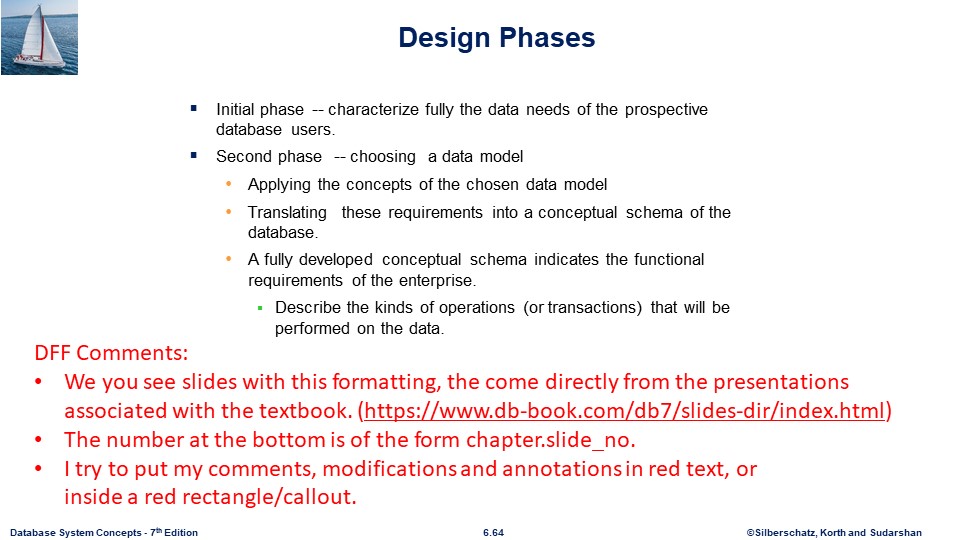 Design Phases
▪ Initial phase -- characterize fully the data needs of the prospective
database users.
▪ Second phase -- choosing a data model
• Applying the concepts of the chosen data model
• Translating these requirements into a conceptual schema of the
database.
• A fully developed conceptual schema indicates the functional
requirements of the enterprise.
▪ Describe the kinds of operations (or transactions) that will be
performed on the data.
DFF Comments:
• We you see slides with this formatting, the come directly from the presentations
associated with the textbook. (https://www.db-book.com/db7/slides-dir/index.html)
• The number at the bottom is of the form chapter.slide_no.
• I try to put my comments, modifications and annotations in red text, or
inside a red rectangle/callout.
Database System Concepts - 7th Edition 6.64 ©Silberschatz, Korth and Sudarshan